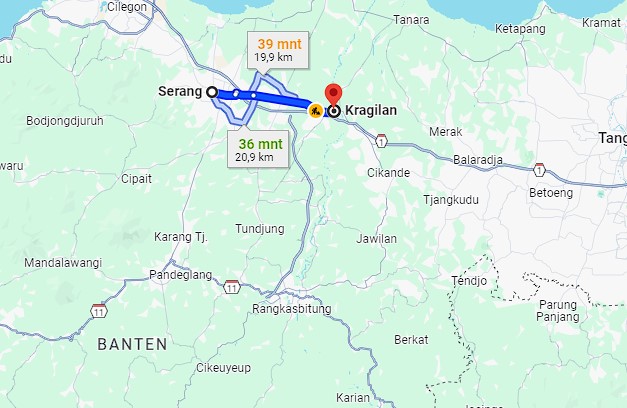 Cilegon
Ketapang
Kramat
Tanara
39 mnt
19,9 km
Serang
Kragilan
Bodjongdjuruh
Merak
Tang
1
36 mnt
20,9 km
Balaradja
1
waru
Cipait
Cikande
Betoeng
Tjangkudu
Tundjung
Karang Tj.
Jawilan
Mandalawangi
Pandeglang
Tendjo
11
Parung
Panjang
11
Rangkasbitung
BANTEN
Berkat
Cikeuyeup
Karian